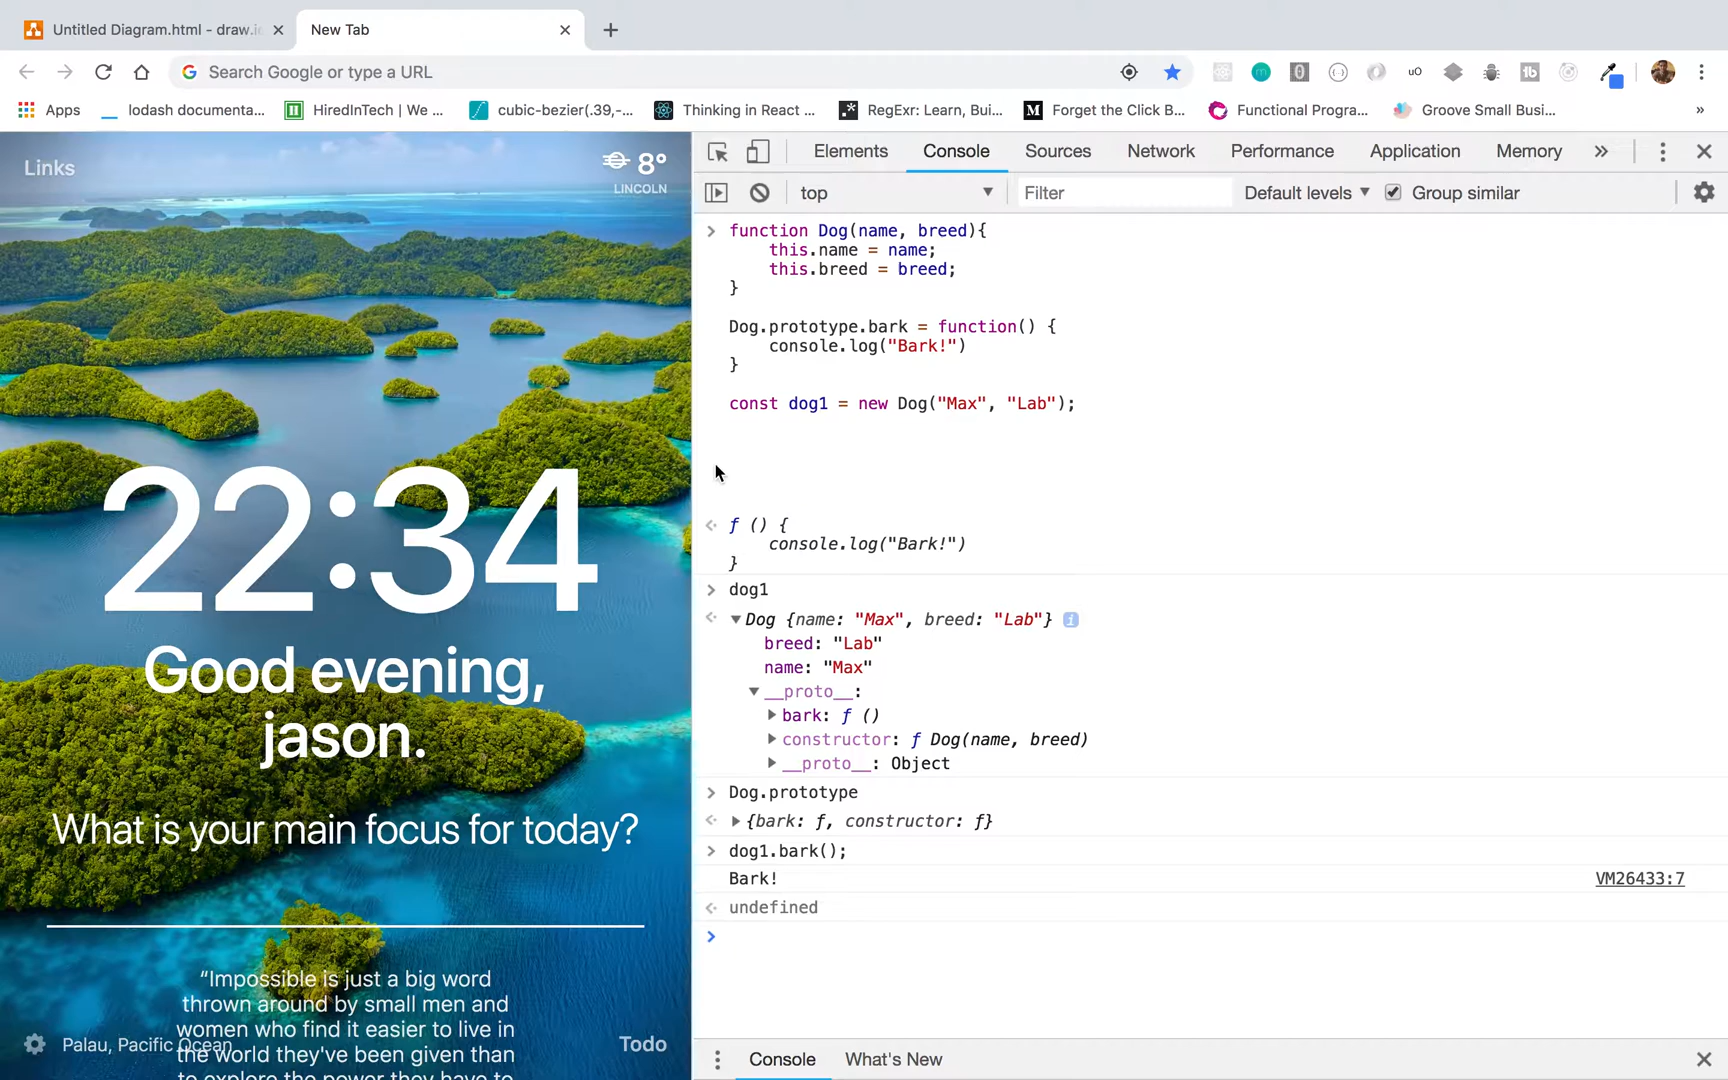 Untitled Diagram.html - draw.i
New Tab
Search Google or type a URL
Apps
lodash documenta...
HiredInTech | We ...
cubic-bezier(.39,-...
Thinking in React ...
RegExr: Learn, Bui...
Forget the Click B...
Functional Progra...
Groove Small Busi...
»
Links
8°
LINCOLN
22:34
Good evening,
jason.
What is your main focus for today?
“Impossible is just a big word
thrown around by small men and
women who find it easier to live in
the world they've been given than
to explore the power they have to
Palau, Pacific Ocean
Todo
Elements
Console
Sources
Network
Performance
Application
Memory
»
top
Filter
Default levels
Group similar
function Dog(name, breed){
this.name = name;
this.breed = breed;
}
Dog.prototype.bark = function() {
console.log("Bark!")
}
const dog1 = new Dog("Max", "Lab");
ƒ () {
console.log("Bark!")
}
dog1
Dog {name: "Max", breed: "Lab"}
breed: "Lab"
name: "Max"
__proto__:
bark: ƒ ()
constructor: ƒ Dog(name, breed)
__proto__: Object
Dog.prototype
{bark: ƒ, constructor: ƒ}
dog1.bark();
Bark!
VM26433:7
undefined
Console
What's New